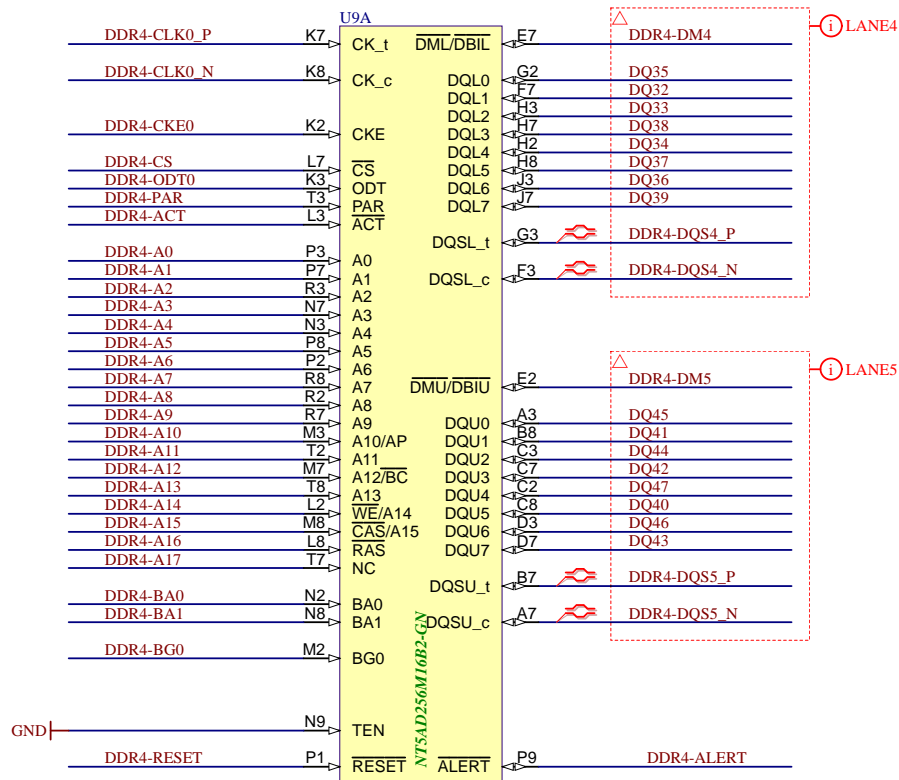 U9A
DDR4-CLK0_P K7 CK_t DML/DBIL E7 DDR4-DM4 LANE4
DDR4-CLK0_N K8 CK_c DQL0 G2 DQ35
DQL1 F7 DQ32
DQL2 H3 DQ33
DDR4-CKE0 K2 CKE DQL3 H7 DQ38
DQL4 H2 DQ34
DDR4-CS L7 CS DQL5 H8 DQ37
DDR4-ODT0 K3 ODT DQL6 J3 DQ36
DDR4-PAR T3 PAR DQL7 J7 DQ39
DDR4-ACT L3 ACT
DQSL_t G3 DDR4-DQS4_P
DDR4-A0 P3 A0
DDR4-A1 P7 A1 DQSL_c F3 DDR4-DQS4_N
DDR4-A2 R3 A2
DDR4-A3 N7 A3
DDR4-A4 N3 A4
DDR4-A5 P8 A5
DDR4-A6 P2 A6 LANE5
DDR4-A7 R8 A7 DMU/DBIU E2 DDR4-DM5
DDR4-A8 R2 A8
DDR4-A9 R7 A9 DQU0 A3 DQ45
DDR4-A10 M3 A10/AP DQU1 B8 DQ41
DDR4-A11 T2 A11 DQU2 C3 DQ44
DDR4-A12 M7 A12/BC DQU3 C7 DQ42
DDR4-A13 T8 A13 DQU4 C2 DQ47
DDR4-A14 L2 WE/A14 DQU5 C8 DQ40
DDR4-A15 M8 CAS/A15 DQU6 D3 DQ46
DDR4-A16 L8 RAS DQU7 D7 DQ43
DDR4-A17 T7 NC
DQSU_t B7 DDR4-DQS5_P
DDR4-BA0 N2 BA0
DDR4-BA1 N8 BA1 DQSU_c A7 DDR4-DQS5_N
DDR4-BG0 M2 BG0
NT5AD256M16B2-GN
GND N9 TEN
DDR4-RESET P1 RESET ALERT P9 DDR4-ALERT